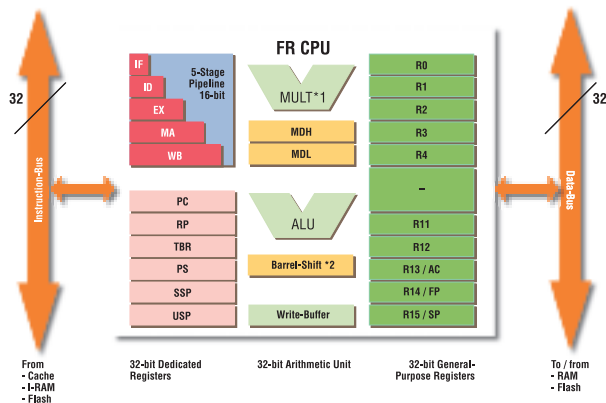 FR CPU
32
Instruction-Bus
IF
ID
EX
MA
WB
5-Stage
Pipeline
16-bit
PC
RP
TBR
PS
SSP
USP
MULT*1
MDH
MDL
ALU
Barrel-Shift *2
Write-Buffer
R0
R1
R2
R3
R4
–
R11
R12
R13 / AC
R14 / FP
R15 / SP
32
Data-Bus
From
- Cache
- I-RAM
- Flash
32-bit Dedicated
Registers
32-bit Arithmetic Unit
32-bit General-
Purpose Registers
To / from
- RAM
- Flash